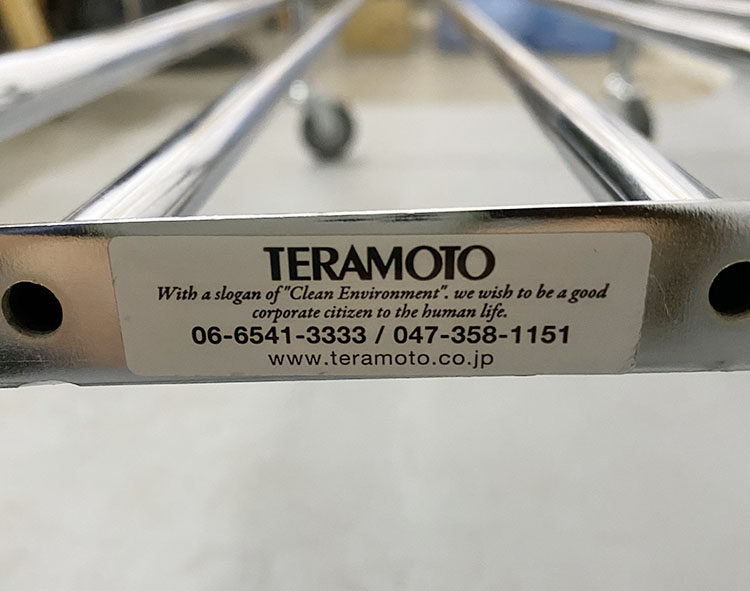 TERAMOTO
With a slogan of "Clean Environment". we wish to be a good
corporate citizen to the human life.
06-6541-3333 / 047-358-1151
www.teramoto.co.jp